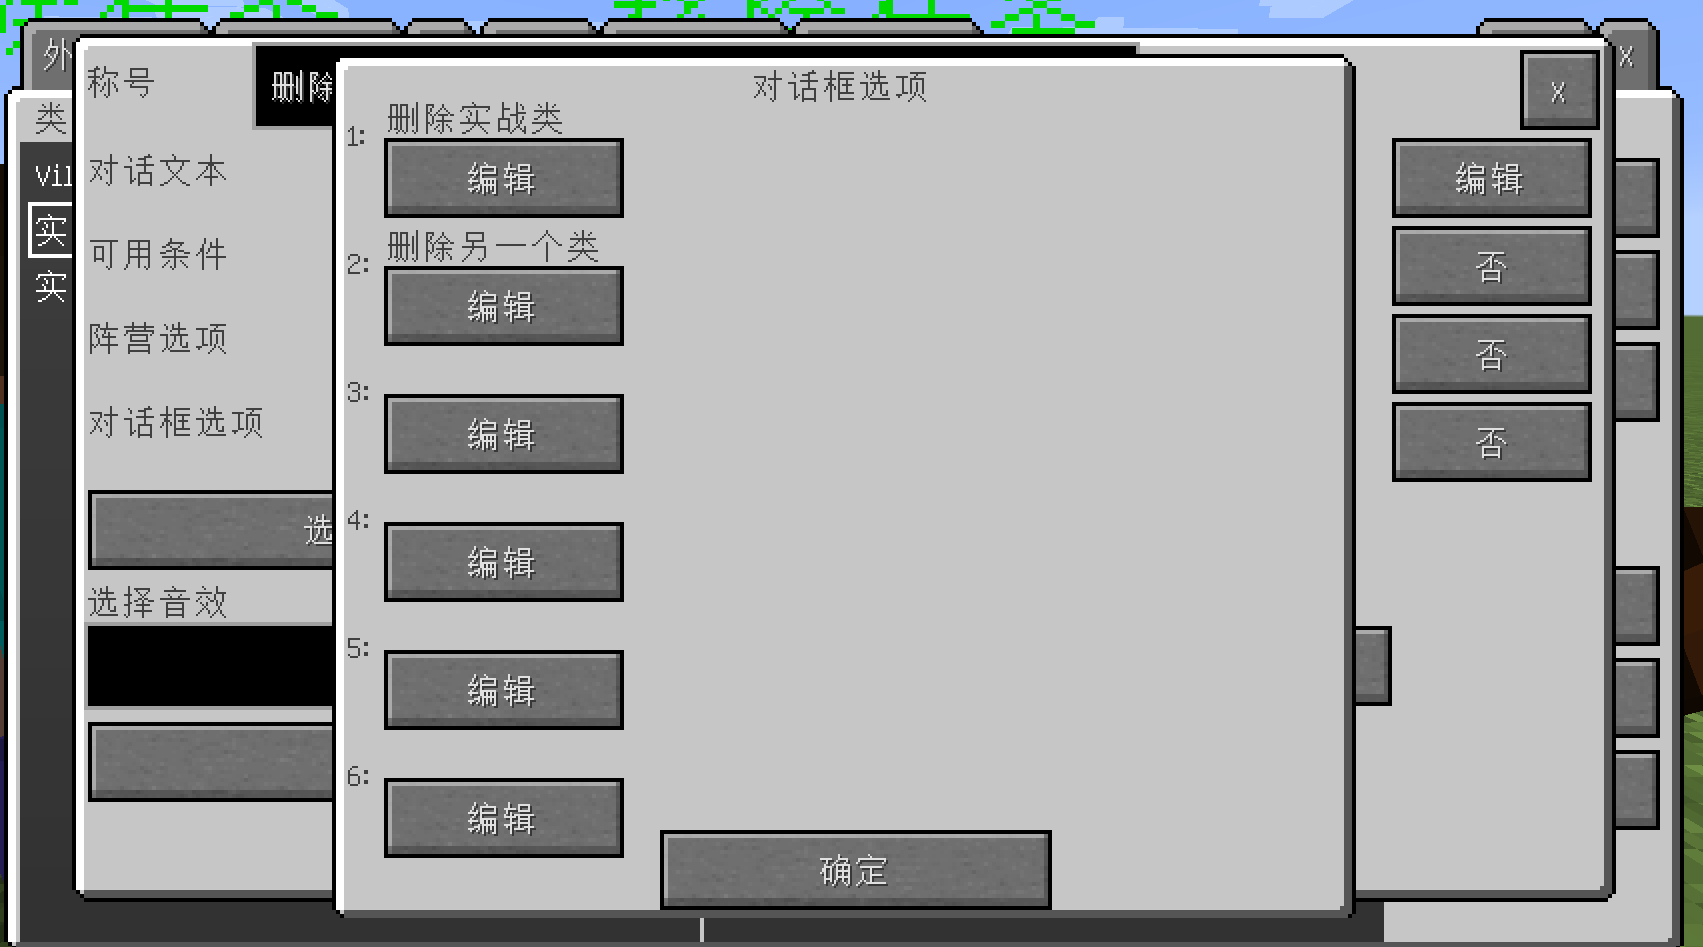 外
X
称号
删除
对话框选项
X
类
删除实战类
1:
编辑
编辑
Vil
对话文本
实
否
删除另一个类
2:
编辑
可用条件
实
阵营选项
否
3:
编辑
对话框选项
否
4:
编辑
选
选择音效
5:
编辑
6:
编辑
确定